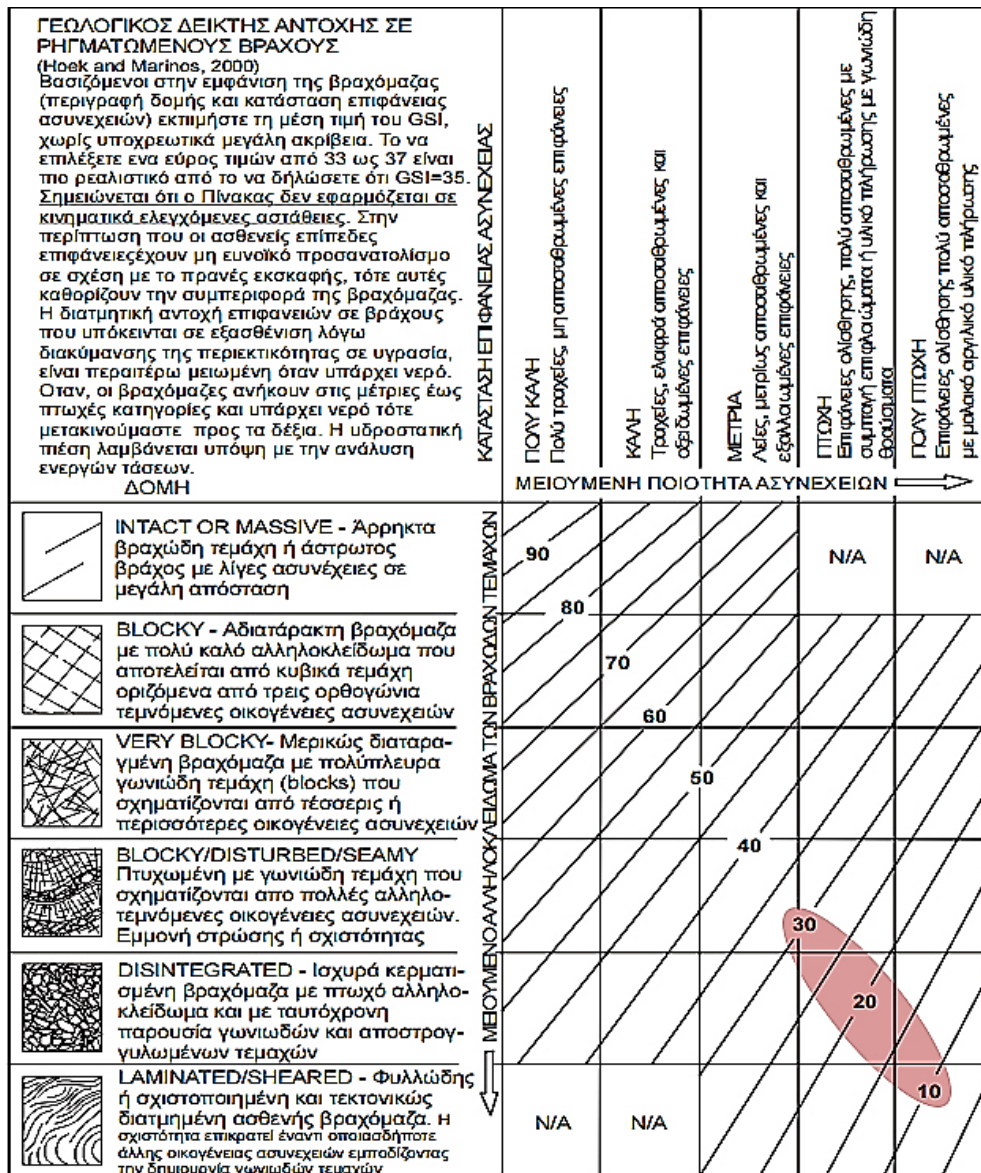 ΓΕΩΛΟΓΙΚΟΣ ΔΕΙΚΤΗΣ ΑΝΤΟΧΗΣ ΣΕ
ΡΗΓΜΑΤΩΜΕΝΟΥΣ ΒΡΑΧΟΥΣ
(Hoek and Marinos, 2000)
Βασιζόμενοι στην εμφάνιση της βραχόμαζας
(περιγραφή δομής και κατάσταση επιφάνειας
ασυνεχειών) εκτιμήστε τη μέση τιμή του GSI,
χωρίς υποχρεωτικά μεγάλη ακρίβεια. Το να
επιλέξετε ενα εύρος τιμών από 33 ως 37 είναι
πιο ρεαλιστικό από το να δήλώσετε ότι GSI=35.
Σημειώνεται ότι ο Πίνακας δεν εφαρμόζεται σε
κινηματικά ελεγχόμενες αστάθειες. Στην
περίπτωση που οι ασθενείς επίπεδες
επιφάνειεςέχουν μη ευνοϊκό προσανατολίσμο
σε σχέση με το πρανές εκσκαφής, τότε αυτές
καθορίζουν την συμπεριφορά της βραχόμαζας.
Η διατμητική αντοχή επιφανειών σε βράχους
που υπόκεινται σε εξασθένιση λόγω
διακύμανσης της περιεκτικότητας σε υγρασία,
είναι περαιτέρω μειωμένη όταν υπάρχει νερό.
Οταν, οι βραχόμαζες ανήκουν στις μέτριες έως
πτωχές κατηγορίες και υπάρχει νερό τότε
μετακινούμαστε προς τα δέξια. Η υδροστατική
πιέση λαμβάνεται υπόψη με την ανάλυση
ενεργών τάσεων.
ΔΟΜΗ
ΚΑΤΑΣΤΑΣΗ ΕΠΙΦΑΝΕΙΑΣ ΑΣΥΝΕΧΕΙΑΣ
ΠΟΛΥ ΚΑΛΗ
Πολύ τραχείες, μη αποσαθρωμένες επιφάνειες
ΚΑΛΗ
Τραχείες, ελαφρά αποσαθρωμένες και
οξειδωμένες επιφάνειες
ΜΕΤΡΙΑ
Λείες, μετρίως αποσαθρωμένες και
εξαλλοιωμένες επιφάνειες
ΠΤΩΧΗ
Επιφάνειες ολίσθησης, πολύ αποσαθρωμένες με
συμπαγή επιφλοιώματα ή υλικό πλήρωσης με γωνιώδη
θραύσματα
ΠΟΛΥ ΠΤΩΧΗ
Επιφάνειες ολίσθησης πολύ αποσαθρωμένες
με μαλακό αργιλικό υλικό πλήρωσης
ΜΕΙΟΥΜΕΝΗ ΠΟΙΟΤΗΤΑ ΑΣΥΝΕΧΕΙΩΝ
ΜΕΙΟΥΜΕΝΟ ΑΛΛΗΛΟΚΛΕΙΔΩΜΑ ΤΩΝ ΒΡΑΧΩΔΩΝ ΤΕΜΑΧΩΝ
INTACT OR MASSIVE - Άρρηκτα
βραχώδη τεμάχη ή άστρωτος
βράχος με λίγες ασυνέχειες σε
μεγάλη απόσταση
90
N/A
N/A
80
BLOCKY - Αδιατάρακτη βραχόμαζα
με πολύ καλό αλληλοκλείδωμα που
αποτελείται από κυβικά τεμάχη
οριζόμενα από τρεις ορθογώνια
τεμνόμενες οικογένειες ασυνεχειών
70
60
VERY BLOCKY- Μερικώς διαταρα-
γμένη βραχόμαζα με πολύπλευρα
γωνιώδη τεμάχη (blocks) που
σχηματίζονται από τέσσερις ή
περισσότερες οικογένειες ασυνεχειών
50
40
BLOCKY/DISTURBED/SEAMY
Πτυχωμένη με γωνιώδη τεμάχη που
σχηματίζονται απο πολλές αλληλο-
τεμνόμενες οικογένειες ασυνεχειών.
Εμμονή στρώσης ή σχιστότητας
30
DISINTEGRATED - Ισχυρά κερματι-
σμένη βραχόμαζα με πτωχό αλληλο-
κλείδωμα και με ταυτόχρονη
παρουσία γωνιωδών και αποστρογ-
γυλωμένων τεμαχών
20
LAMINATED/SHEARED - Φυλλώδης
ή σχιστοποιημένη και τεκτονικώς
διατμημένη ασθενής βραχόμαζα. Η
σχιστότητα επικρατεί έναντι οποιασδήποτε
άλλης οικογένειας ασυνεχειών εμποδίζοντας
την δημιουργία γωνιωδών τεμαχών
N/A
N/A
10